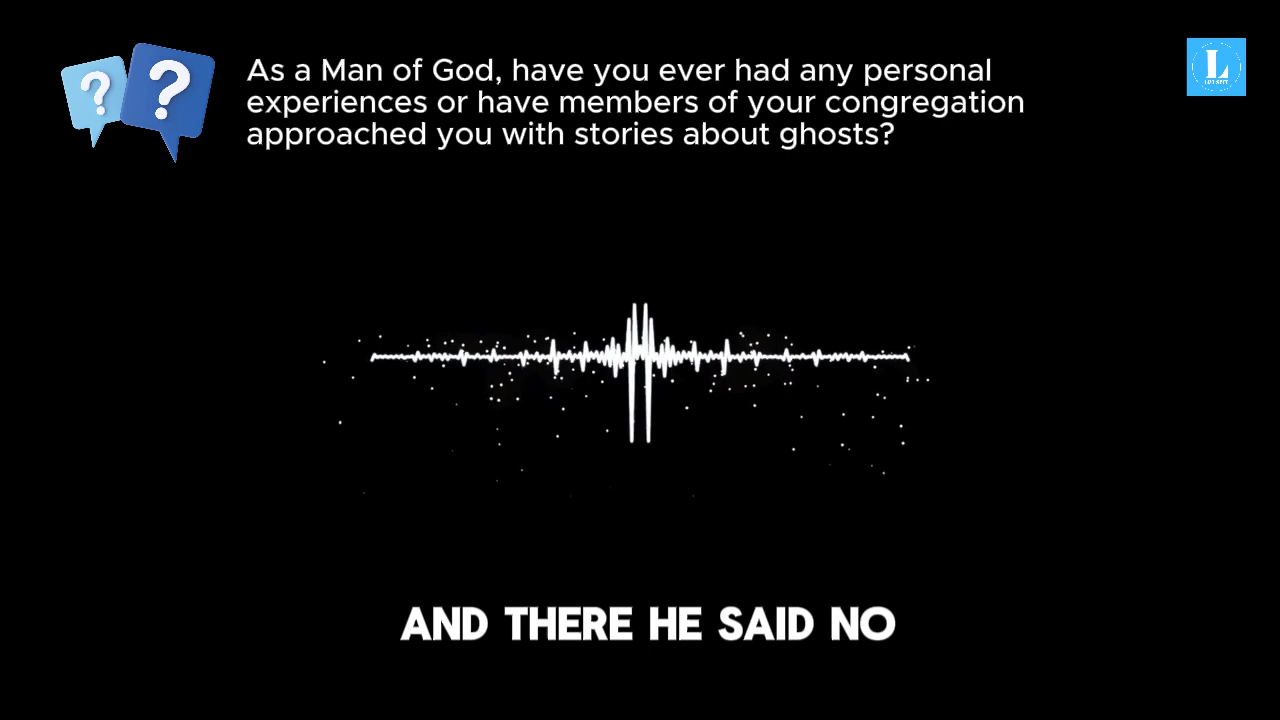 As a Man of God, have you ever had any personal
experiences or have members of your congregation
approached you with stories about ghosts?
? ?
L
AND THERE HE SAID NO